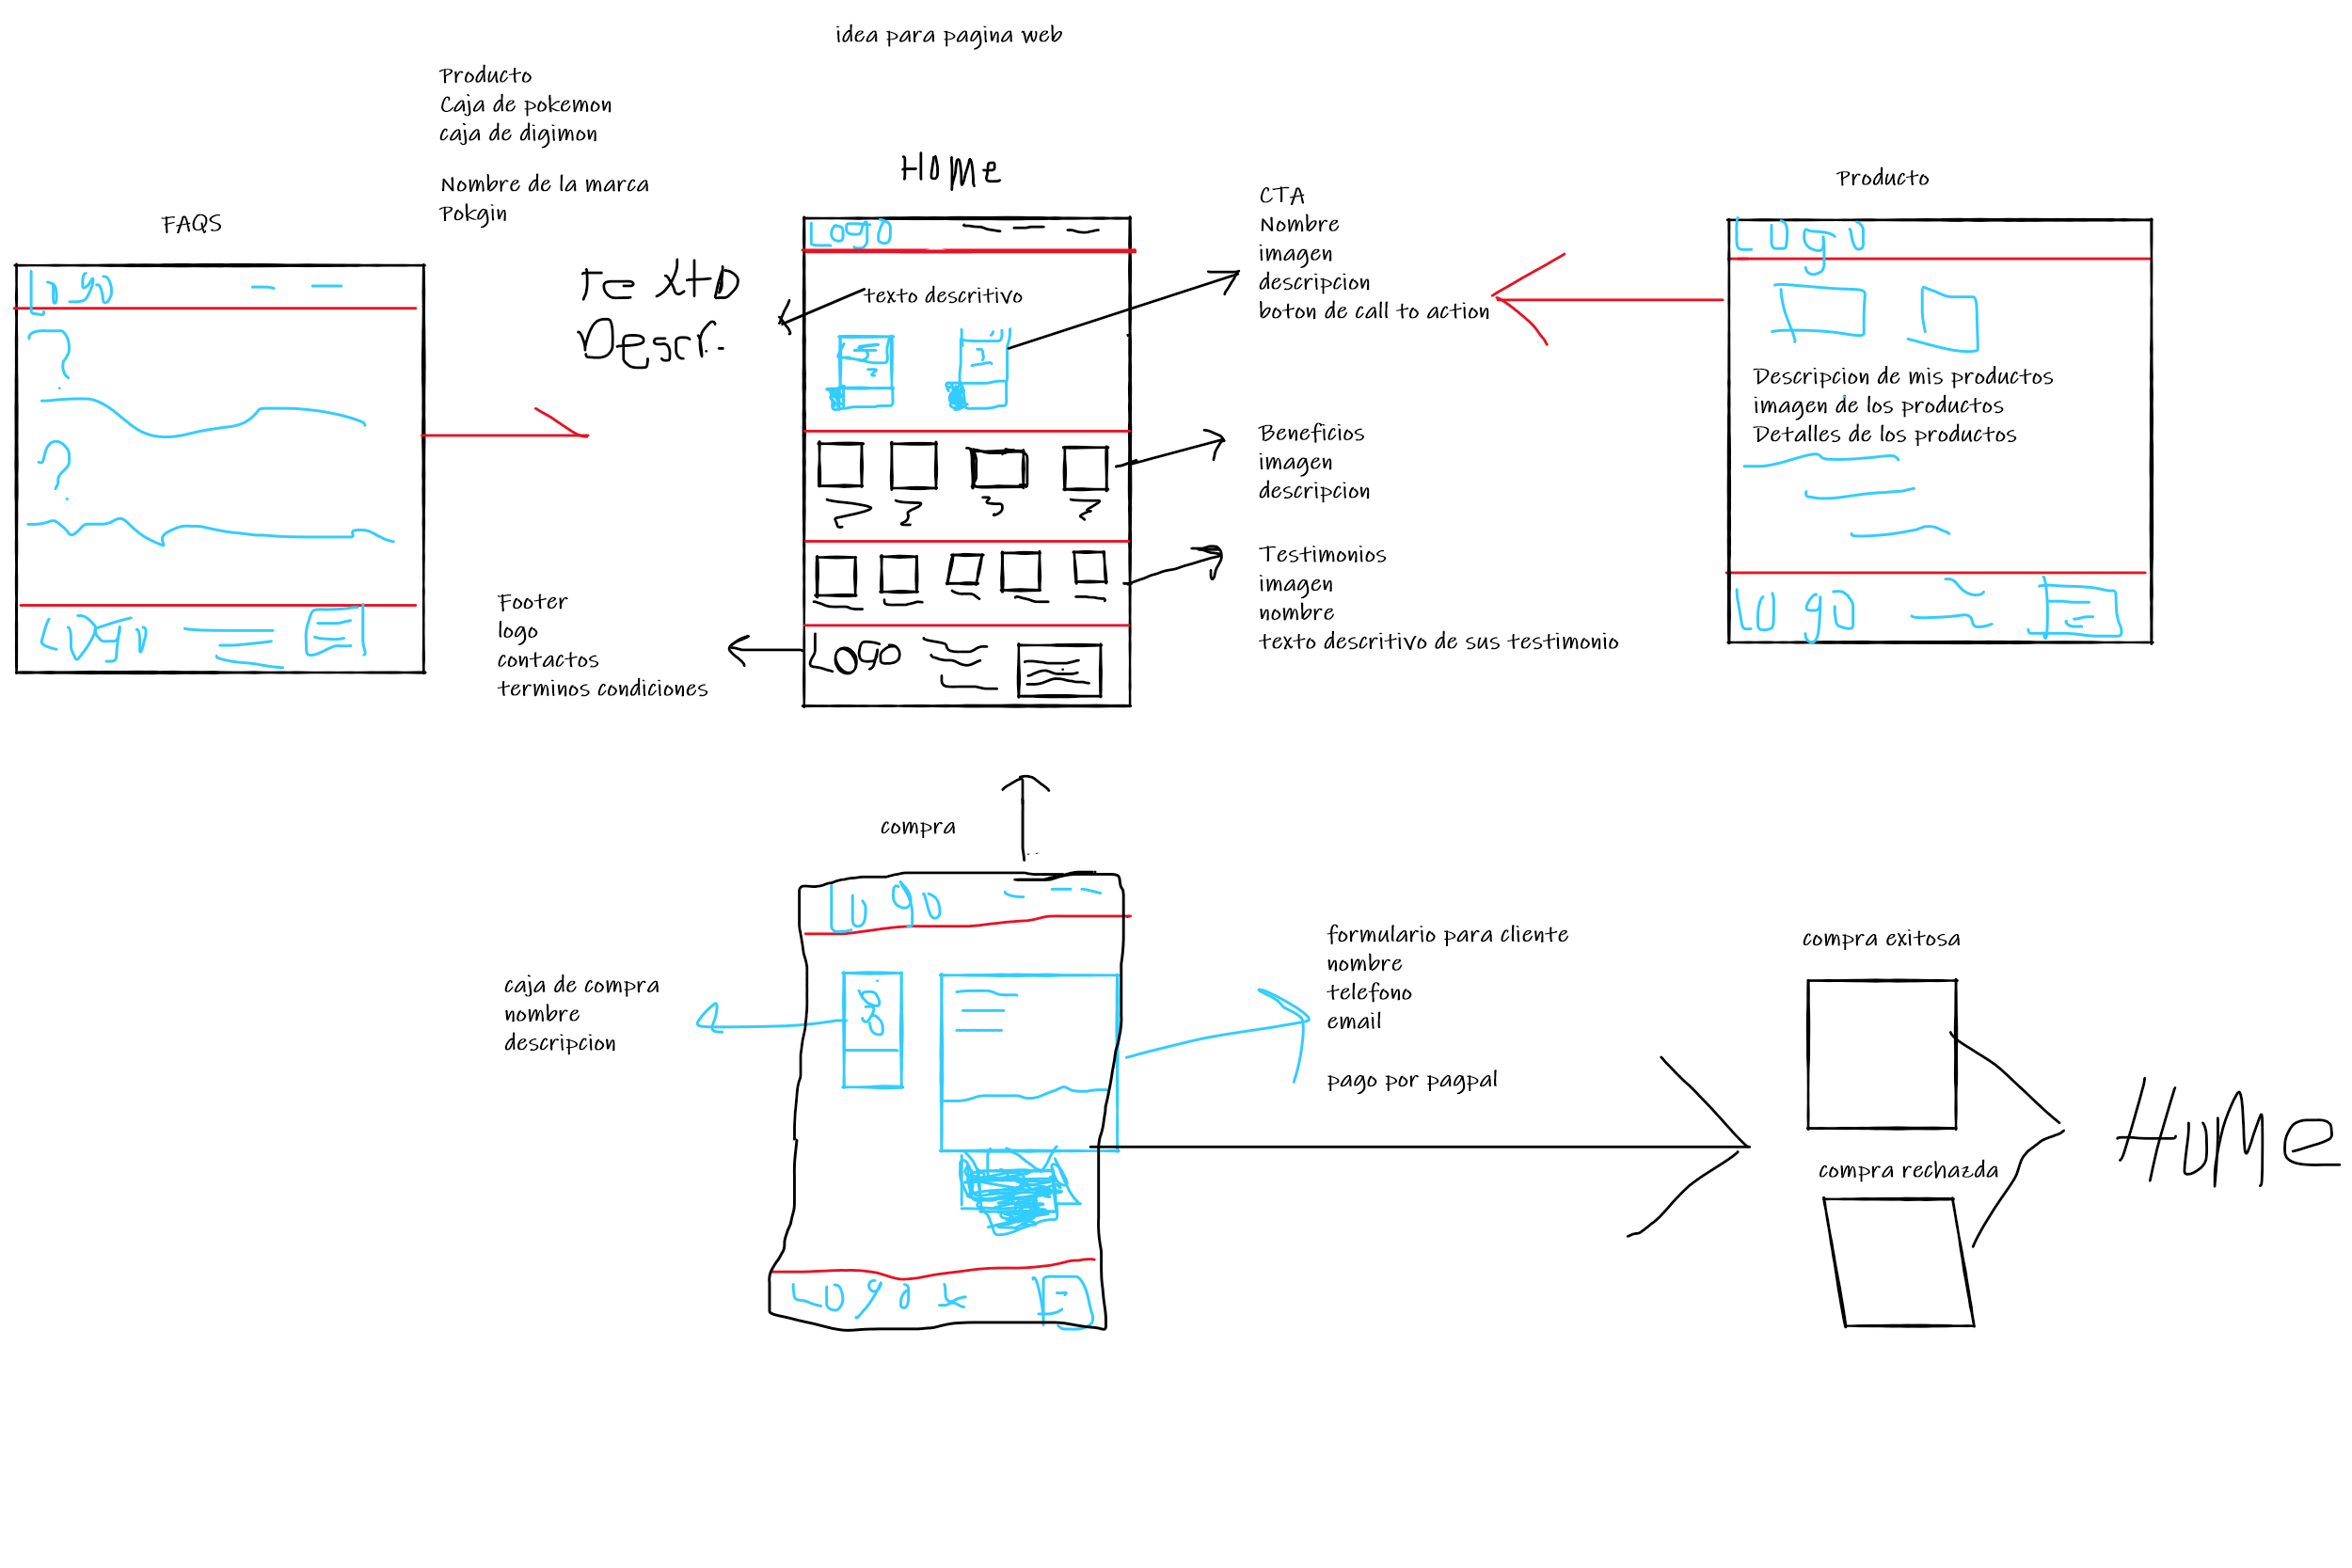 idea para pagina web
Producto
Caja de pokemon
caja de digimon
Nombre de la marca
Pokgin
FAQS
Logo
?
?
Logo
Texto
Descr.
Home
Logo
texto descritivo
Logo
CTA
Nombre
imagen
descripcion
boton de call to action
Beneficios
imagen
descripcion
Testimonios
imagen
nombre
texto descritivo de sus testimonio
Footer
logo
contactos
terminos condiciones
Producto
Logo
Descripcion de mis productos
imagen de los productos
Detalles de los productos
Logo
compra
Logo
caja de compra
nombre
descripcion
Logo
formulario para cliente
nombre
telefono
email
pago por pagpal
compra exitosa
compra rechazda
Home